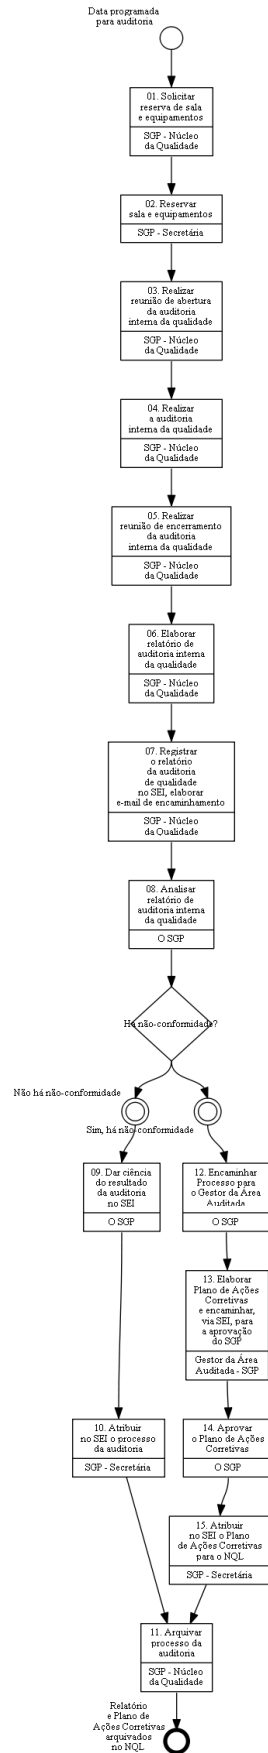 Data programada
para auditoria
01. Solicitar
reserva de sala
e equipamentos
SGP - Núcleo
da Qualidade
02. Reservar
sala e equipamentos
SGP - Secretária
03. Realizar
reunião de abertura
da auditoria
interna da qualidade
SGP - Núcleo
da Qualidade
04. Realizar
a auditoria
interna da qualidade
SGP - Núcleo
da Qualidade
05. Realizar
reunião de encerramento
da auditoria
interna da qualidade
SGP - Núcleo
da Qualidade
06. Elaborar
relatório de
auditoria interna
da qualidade
SGP - Núcleo
da Qualidade
07. Registrar
o relatório
da auditoria
de qualidade
no SEI, elaborar
e-mail de encaminhamento
SGP - Núcleo
da Qualidade
08. Analisar
relatório de
auditoria interna
da qualidade
O SGP
Há não-conformidade?
Não há não-conformidade
Sim, há não-conformidade
09. Dar ciência
do resultado
da auditoria
no SEI
O SGP
12. Encaminhar
Processo para
o Gestor da Área
Auditada
O SGP
13. Elaborar
Plano de Ações
Corretivas
e encaminhar,
via SEI, para
a aprovação
do SGP
Gestor da Área
Auditada - SGP
10. Atribuir
no SEI o processo
da auditoria
SGP - Secretária
14. Aprovar
o Plano de Ações
Corretivas
O SGP
15. Atribuir
no SEI o Plano
de Ações Corretivas
para o NQL
SGP - Secretária
11. Arquivar
processo da
auditoria
SGP - Núcleo
da Qualidade
Relatório
e Plano de
Ações Corretivas
arquivados
no NQL